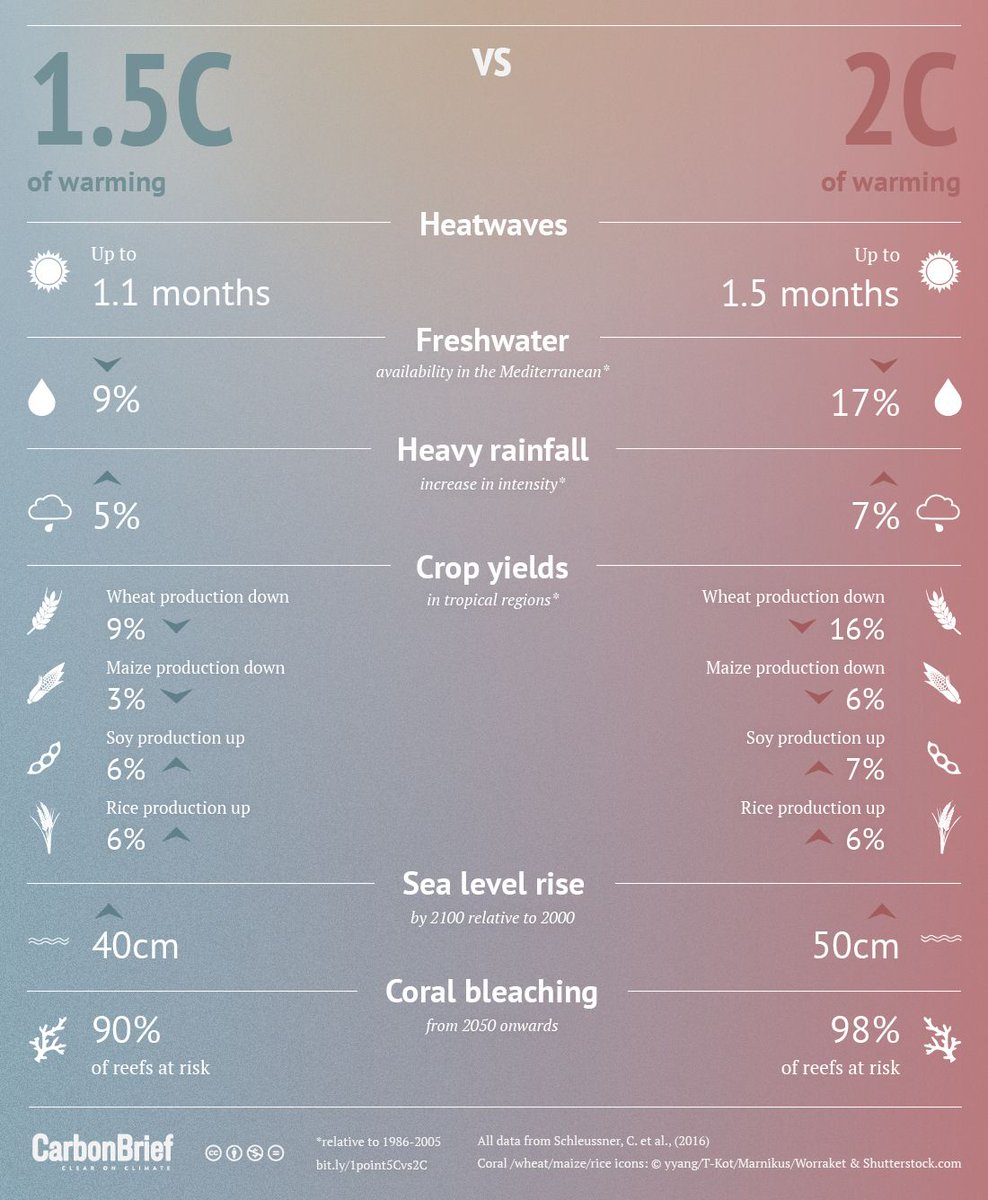 1.5C
VS
2C
of warming
of warming
Heatwaves
Up to
1.1 months
Up to
1.5 months
Freshwater
availability in the Mediterranean*
9%
17%
Heavy rainfall
increase in intensity*
5%
7%
Crop yields
in tropical regions*
Wheat production down
9%
Wheat production down
16%
Maize production down
3%
Maize production down
6%
Soy production up
6%
Soy production up
7%
Rice production up
6%
Rice production up
6%
Sea level rise
by 2100 relative to 2000
40cm
50cm
Coral bleaching
from 2050 onwards
90%
of reefs at risk
98%
of reefs at risk
CarbonBrief
CLEAR ON CLIMATE
cc
*relative to 1986-2005
bit.ly/1point5Cvs2C
All data from Schleussner, C. et al., (2016)
Coral /wheat/maize/rice icons: © yyang/T-Kot/Marnikus/Worraket & Shutterstock.com